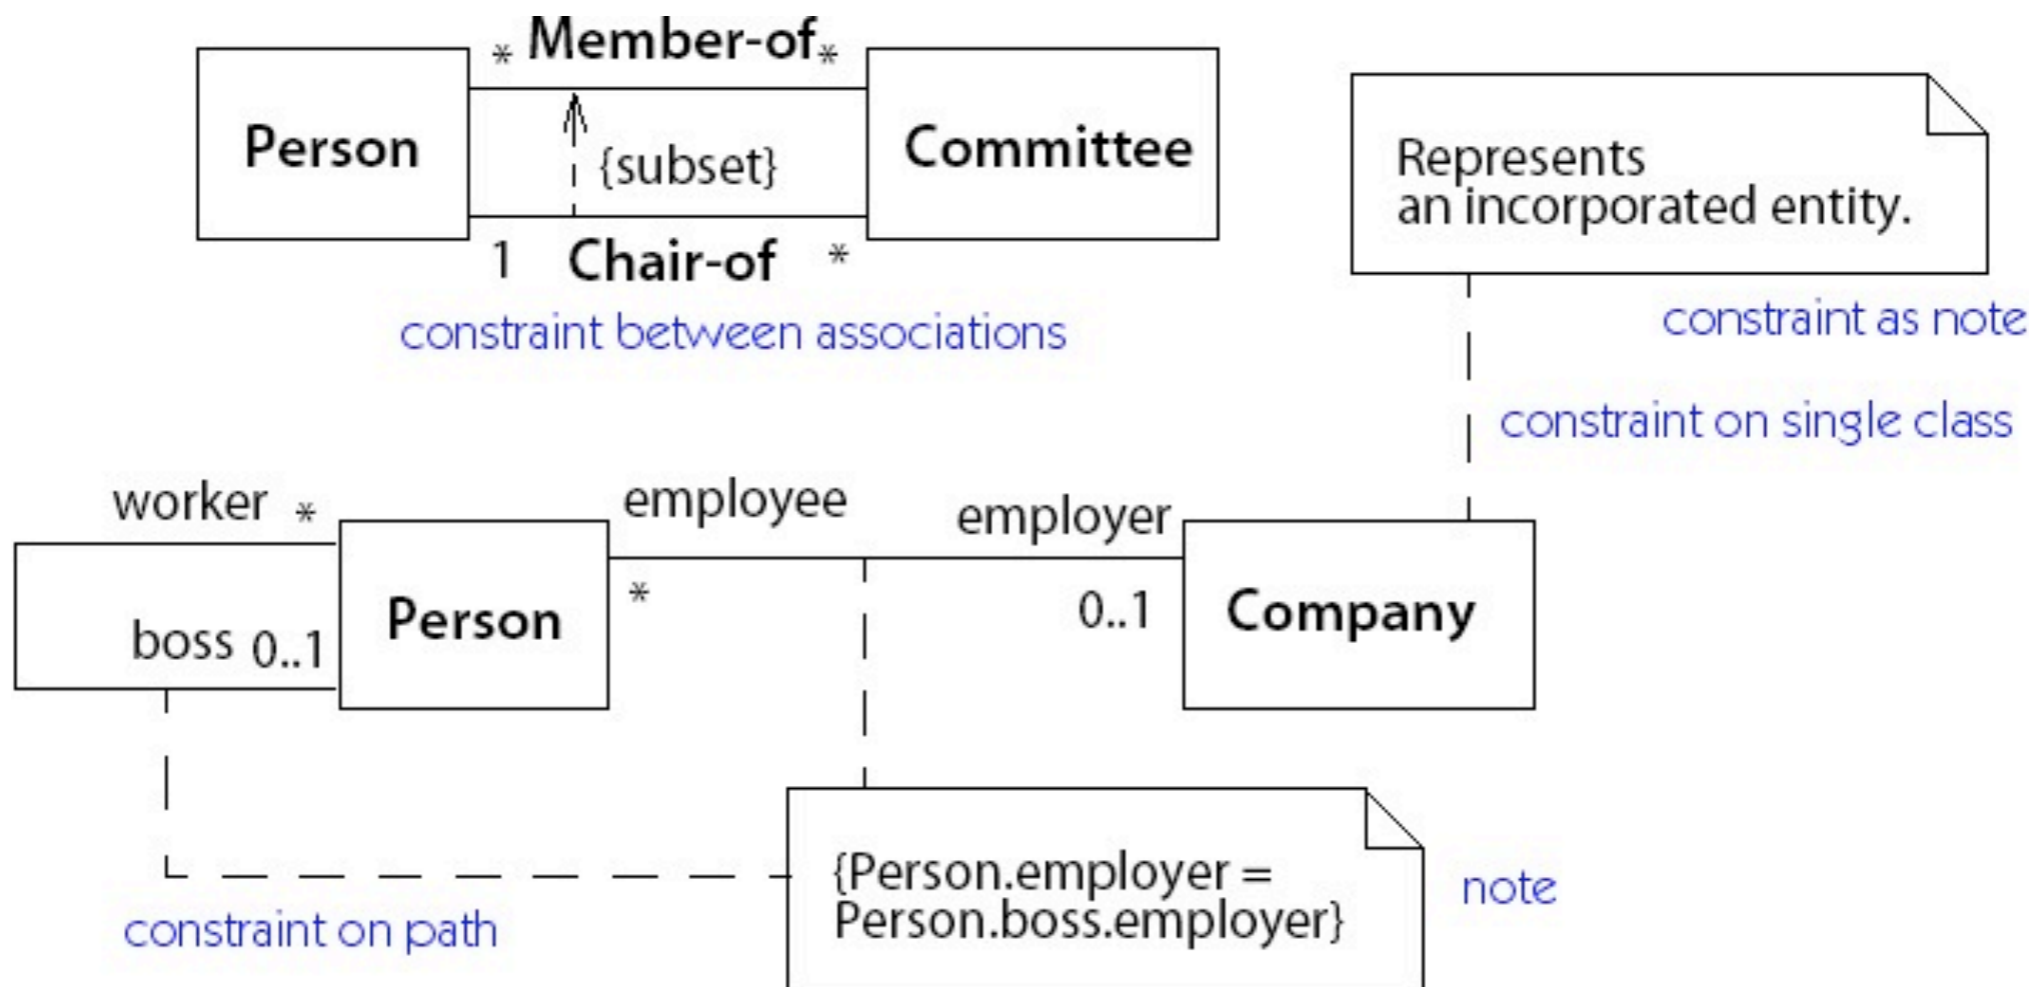 * Member-of *
Person
Committee
{subset}
1 Chair-of *
constraint between associations
Represents
an incorporated entity.
constraint as note
constraint on single class
worker *
employee
employer
boss 0..1
Person
*
0..1
Company
{Person.employer =
Person.boss.employer}
note
constraint on path